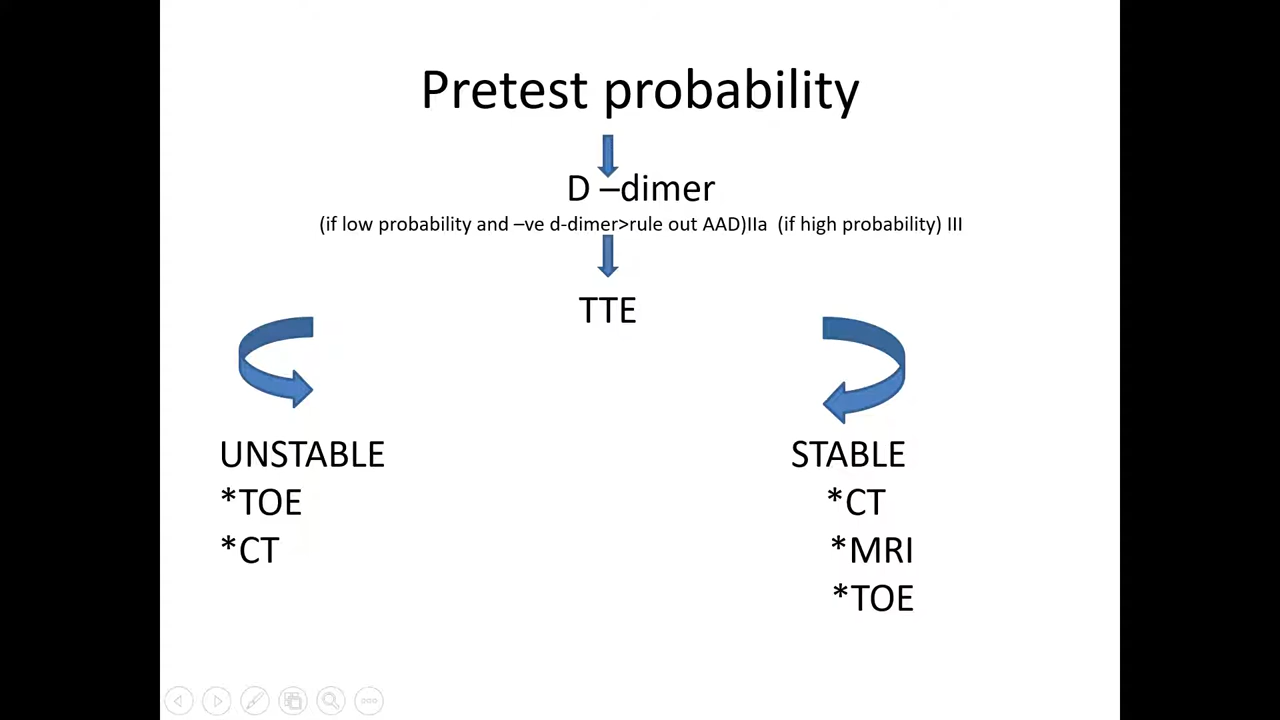 Pretest probability
D –dimer
(if low probability and –ve d-dimer>rule out AAD)IIa  (if high probability) III
TTE
UNSTABLE
*TOE
*CT
STABLE
*CT
*MRI
*TOE